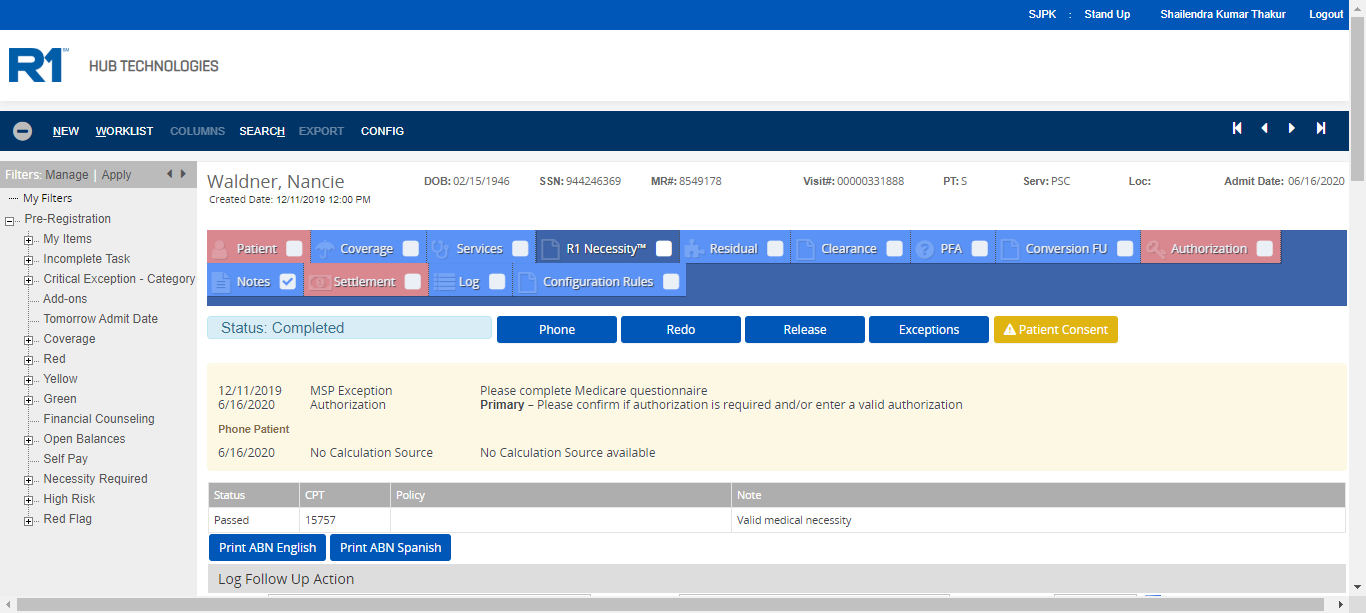 SJPK : Stand Up Shailendra Kumar Thakur Logout
R1 HUB TECHNOLOGIES
NEW WORKLIST COLUMNS SEARCH EXPORT CONFIG
Filters: Manage | Apply
My Filters
Pre-Registration
My Items
Incomplete Task
Critical Exception - Category
Add-ons
Tomorrow Admit Date
Coverage
Red
Yellow
Green
Financial Counseling
Open Balances
Self Pay
Necessity Required
High Risk
Red Flag
Waldner, Nancie DOB: 02/15/1946 SSN: 944246369 MR#: 8549178 Visit#: 00000331888 PT: S Serv: PSC Loc: Admit Date: 06/16/2020
Created Date: 12/11/2019 12:00 PM
Patient Coverage Services R1 Necessity™ Residual Clearance PFA Conversion FU Authorization
Notes Settlement Log Configuration Rules
Status: Completed Phone Redo Release Exceptions Patient Consent
12/11/2019 MSP Exception Please complete Medicare questionnaire
6/16/2020 Authorization Primary – Please confirm if authorization is required and/or enter a valid authorization
Phone Patient
6/16/2020 No Calculation Source No Calculation Source available
Status CPT Policy Note
Passed 15757 Valid medical necessity
Print ABN English Print ABN Spanish
Log Follow Up Action